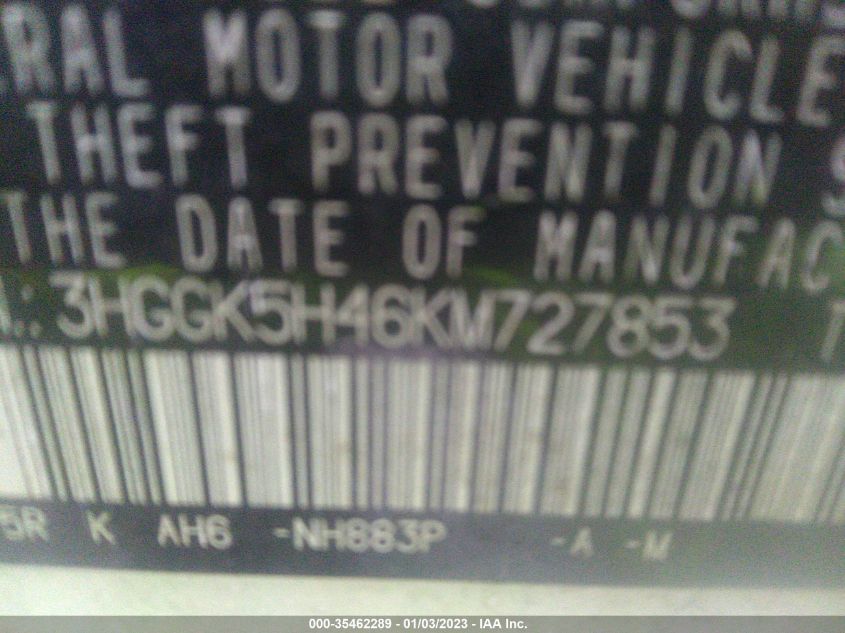 RAL MOTOR VEHICLE
THEFT PREVENTION S
THE DATE OF MANUFAC
.: 3HGGK5H46KM727853 T
5R K AH6 -NH883P -A -M
000-35462289 - 01/03/2023 - IAA Inc.